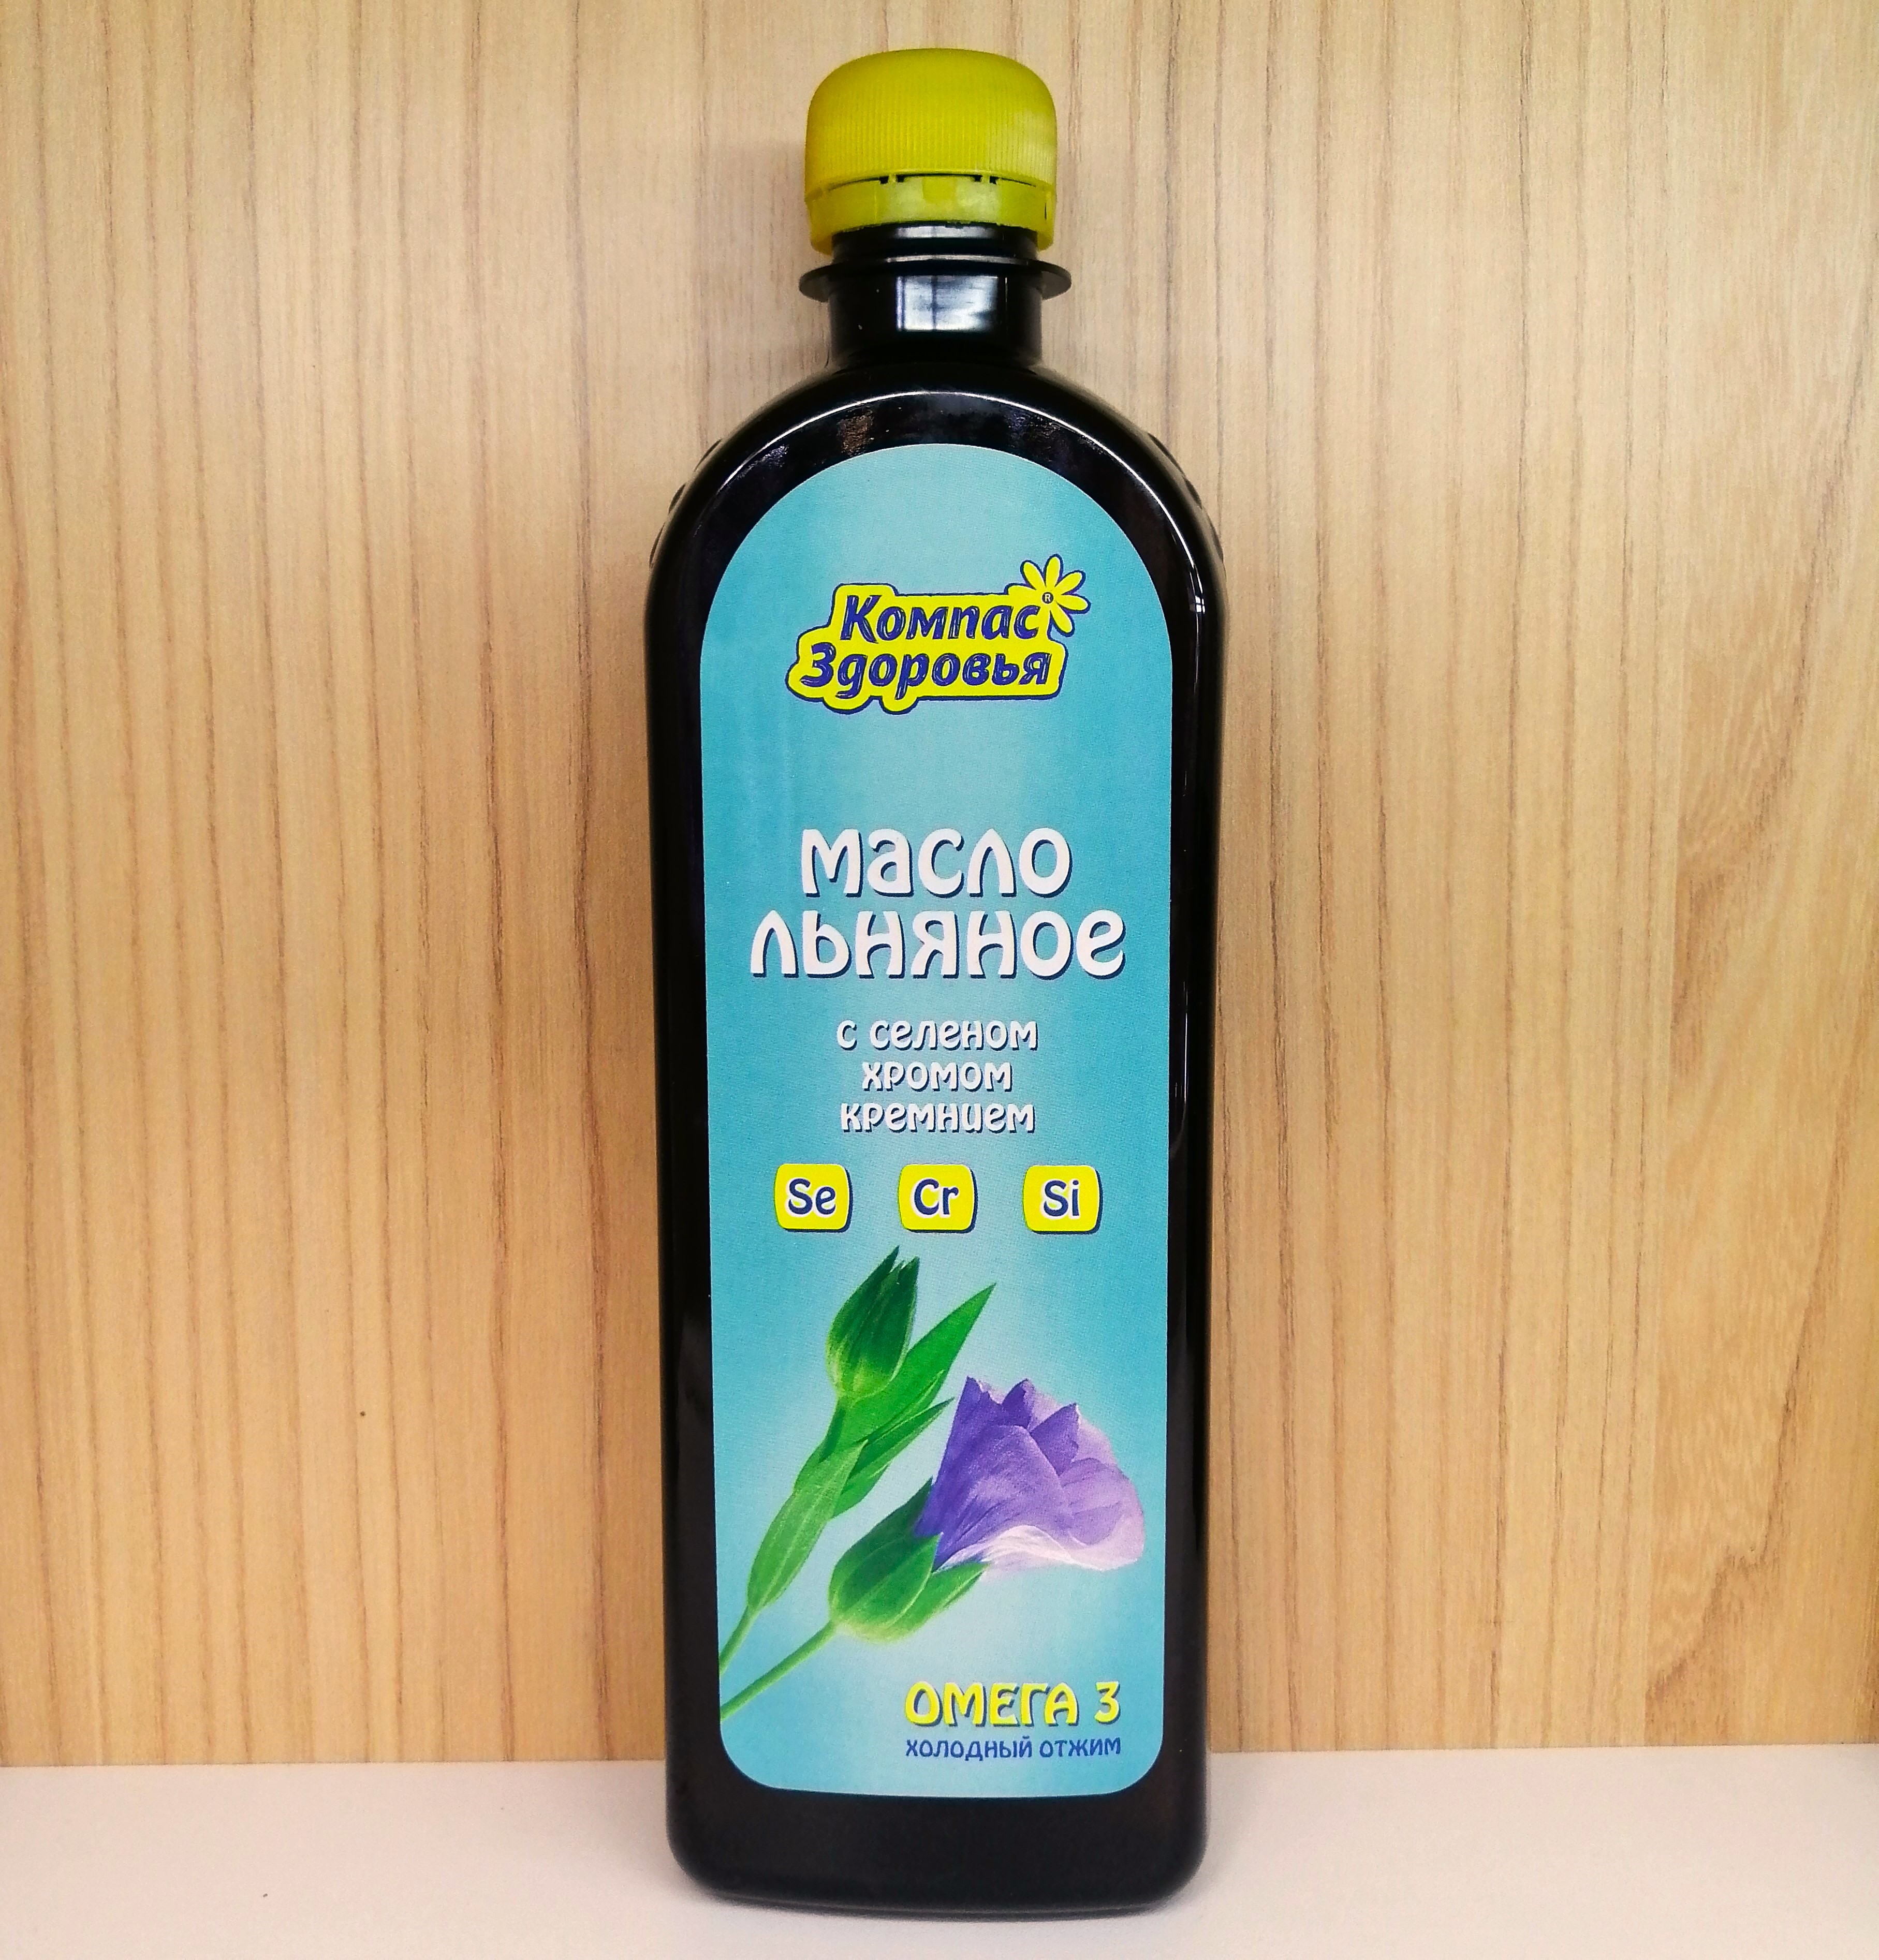 Компас®
Здоровья
масло
льняное
с селеном
хромом
кремнием
Se Cr Si
ОМЕГА 3
ХОЛОДНЫЙ ОТЖИМ